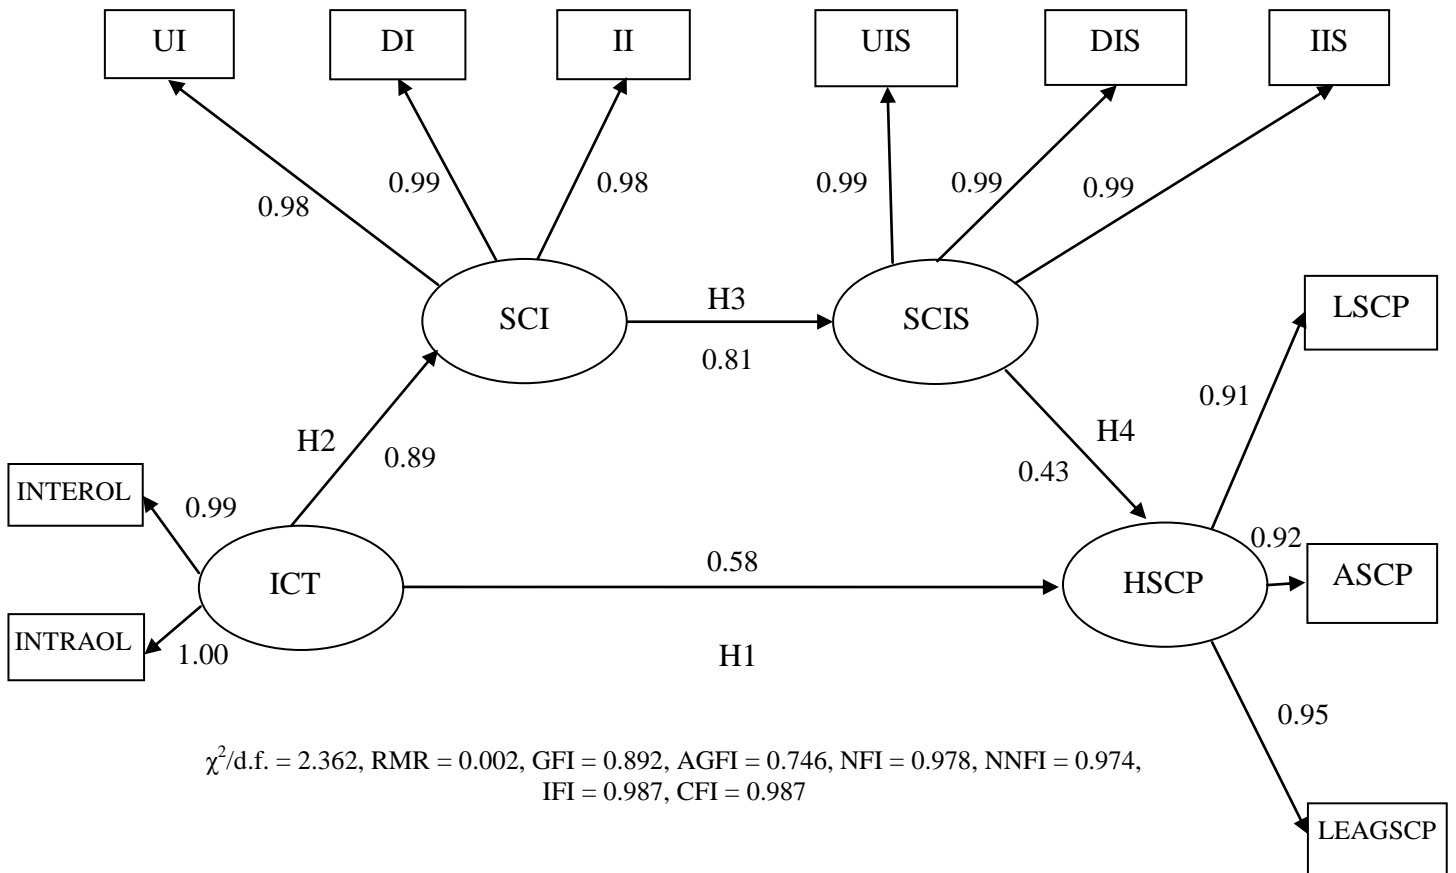 UI DI II UIS DIS IIS
0.98 0.99 0.98 0.99 0.99 0.99
SCI H3 SCIS
0.81
LSCP
0.91
H2 0.89
H4
0.43
INTEROL 0.99
ICT 0.58 HSCP 0.92 ASCP
INTRAOL 1.00
H1
0.95
χ²/d.f. = 2.362, RMR = 0.002, GFI = 0.892, AGFI = 0.746, NFI = 0.978, NNFI = 0.974,
IFI = 0.987, CFI = 0.987
LEAGSCP